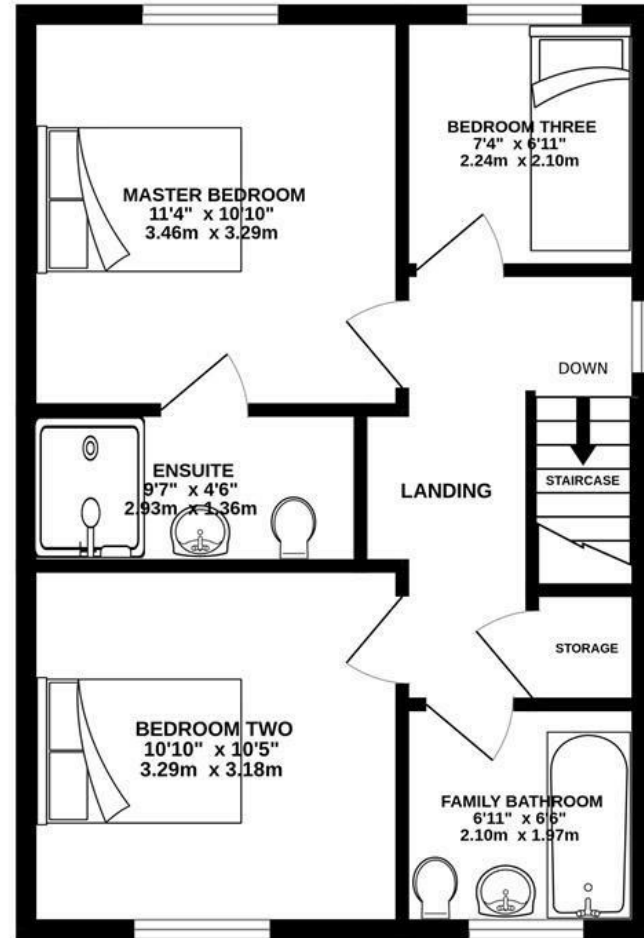 MASTER BEDROOM
11'4" x 10'10"
3.46m x 3.29m
BEDROOM THREE
7'4" x 6'11"
2.24m x 2.10m
DOWN
STAIRCASE
ENSUITE
9'7" x 4'6"
2.93m x 1.36m
LANDING
STORAGE
BEDROOM TWO
10'10" x 10'5"
3.29m x 3.18m
FAMILY BATHROOM
6'11" x 6'6"
2.10m x 1.97m